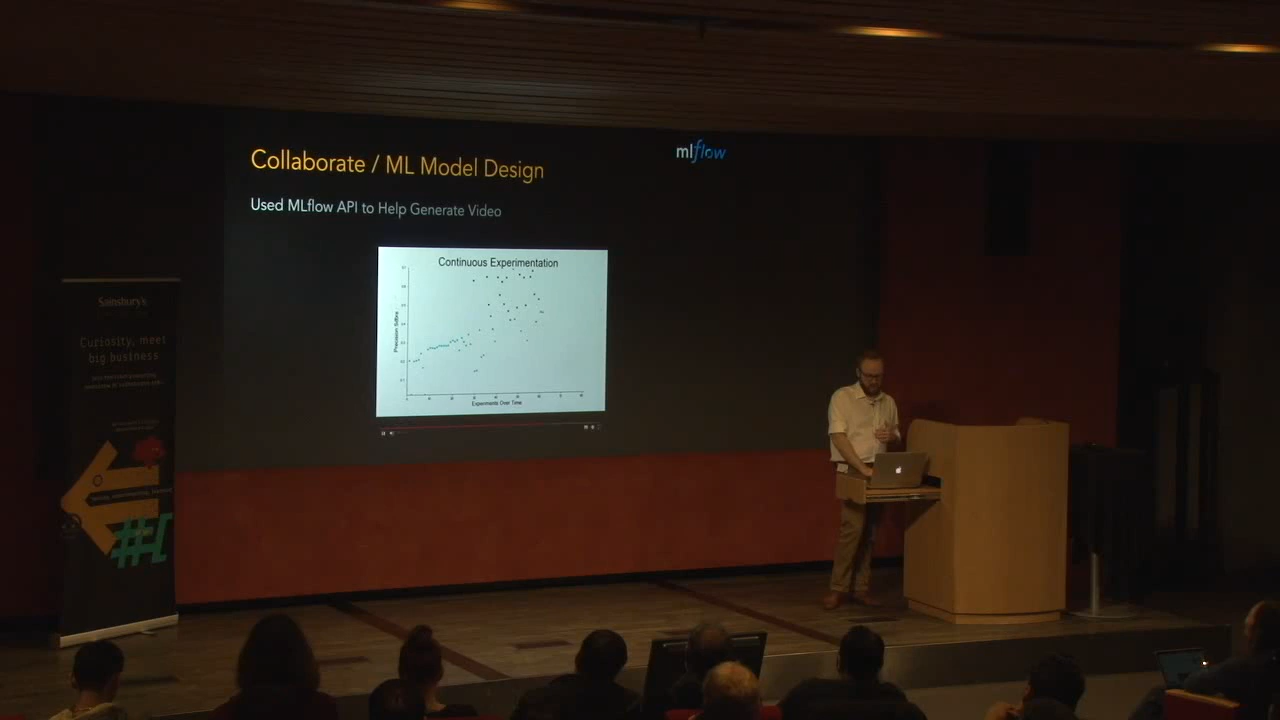 Collaborate / ML Model Design
mlflow
Used MLflow API to Help Generate Video
Continuous Experimentation
Precision Score
Experiments Over Time
Sainsbury's
Curiosity, meet
big business